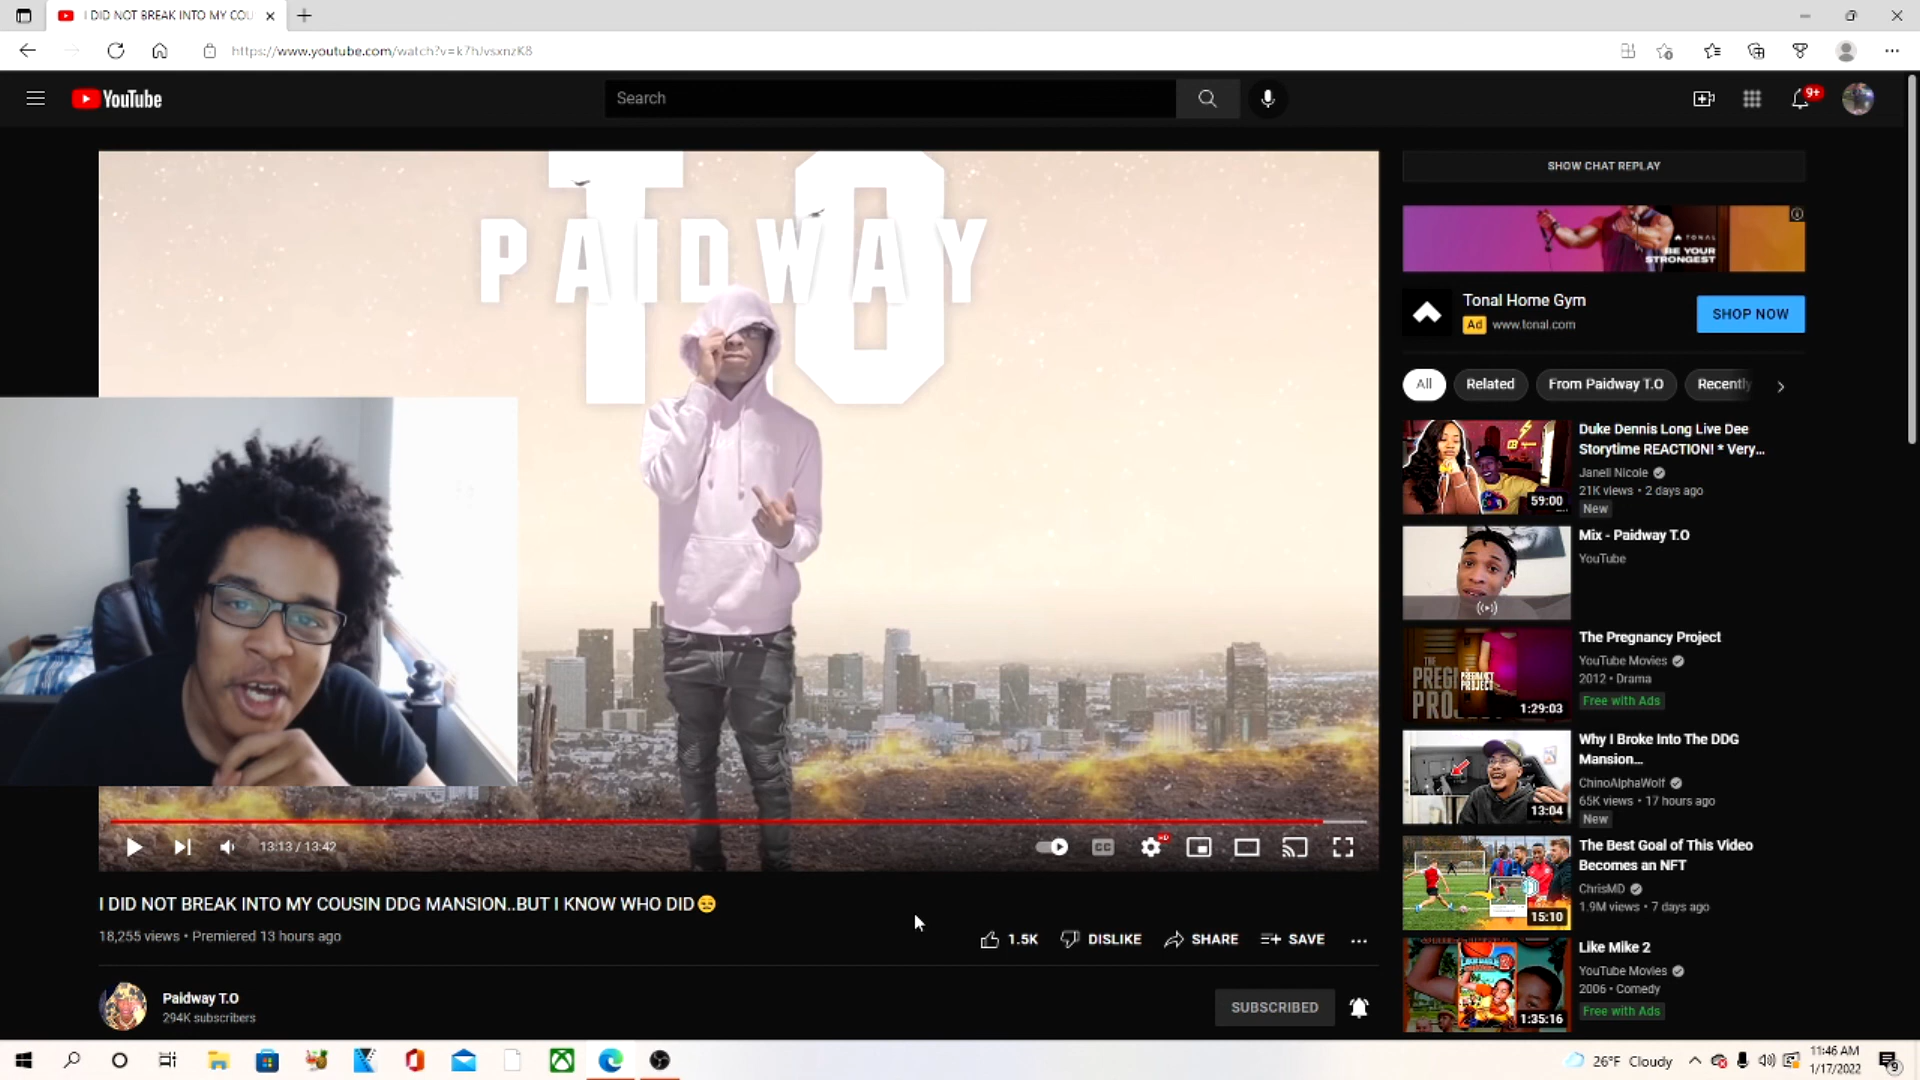 I DID NOT BREAK INTO MY COU
https://www.youtube.com/watch?v=k7hJvsxnzK8
YouTube
Search
9+
T.O
PAIDWAY
13:13 / 13:42
CC
HD
I DID NOT BREAK INTO MY COUSIN DDG MANSION..BUT I KNOW WHO DID😔
18,255 views • Premiered 13 hours ago
1.5K
DISLIKE
SHARE
SAVE
Paidway T.O
294K subscribers
SUBSCRIBED
SHOW CHAT REPLAY
TONAL
BE YOUR
STRONGEST
Tonal Home Gym
Ad www.tonal.com
SHOP NOW
All
Related
From Paidway T.O
Recently
Duke Dennis Long Live Dee
Storytime REACTION! * Very...
Janell Nicole
21K views • 2 days ago
New
59:00
Mix - Paidway T.O
YouTube
The Pregnancy Project
YouTube Movies
2012 • Drama
Free with Ads
THE
PREGNANCY
PROJECT
1:29:03
Why I Broke Into The DDG
Mansion...
ChinoAlphaWolf
65K views • 17 hours ago
New
13:04
The Best Goal of This Video
Becomes an NFT
ChrisMD
1.9M views • 7 days ago
15:10
Like Mike 2
YouTube Movies
2006 • Comedy
Free with Ads
1:35:16
26°F Cloudy
11:46 AM
1/17/2022
9